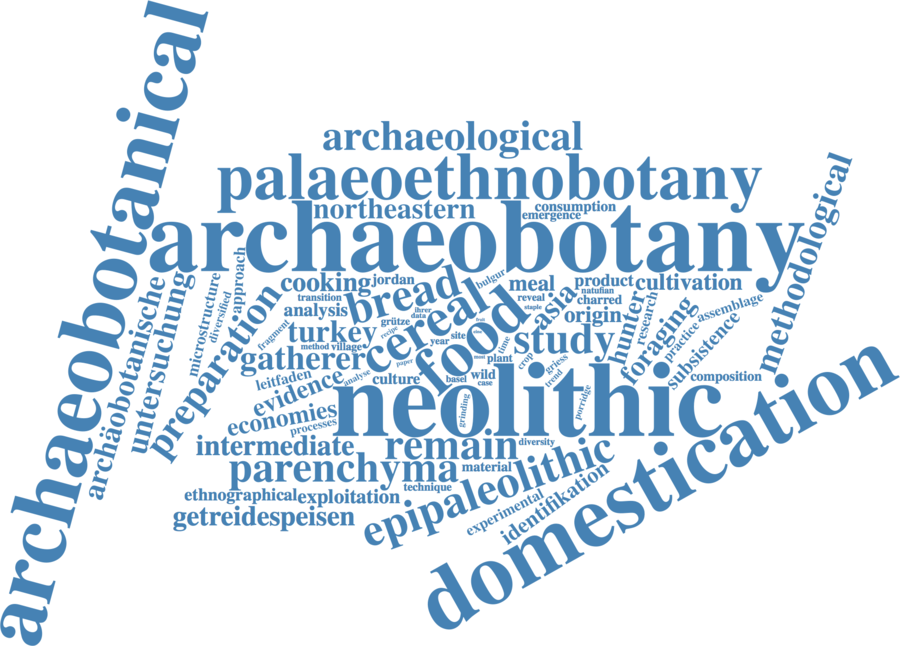 archaeobotanical
archaeological
palaeoethnobotany
northeastern
consumption
emergence
archaeobotany
methodological
archäobotanische
untersuchung
microstructure
diversified
approach
preparation
cooking
jordan
bulgur
meal
product
cultivation
transition
bread
natufian
analysis
ihrer
data
reveal
charred
staple
asia
origin
hunter
research
foraging
assemblage
fragment
turkey
grütze
recipe
cereal
food
study
practice
subsistence
method
village
year
site
gatherer
paper
plant
crop
griess
trend
leitfaden
evidence
analyse
culture
basel
wild
case
composition
economies
processes
neolithic
grinding
porridge
domestication
intermediate
remain
diversity
parenchyma
material
epipaleolithic
technique
ethnographical
exploitation
experimental
identifikation
getreidespeisen